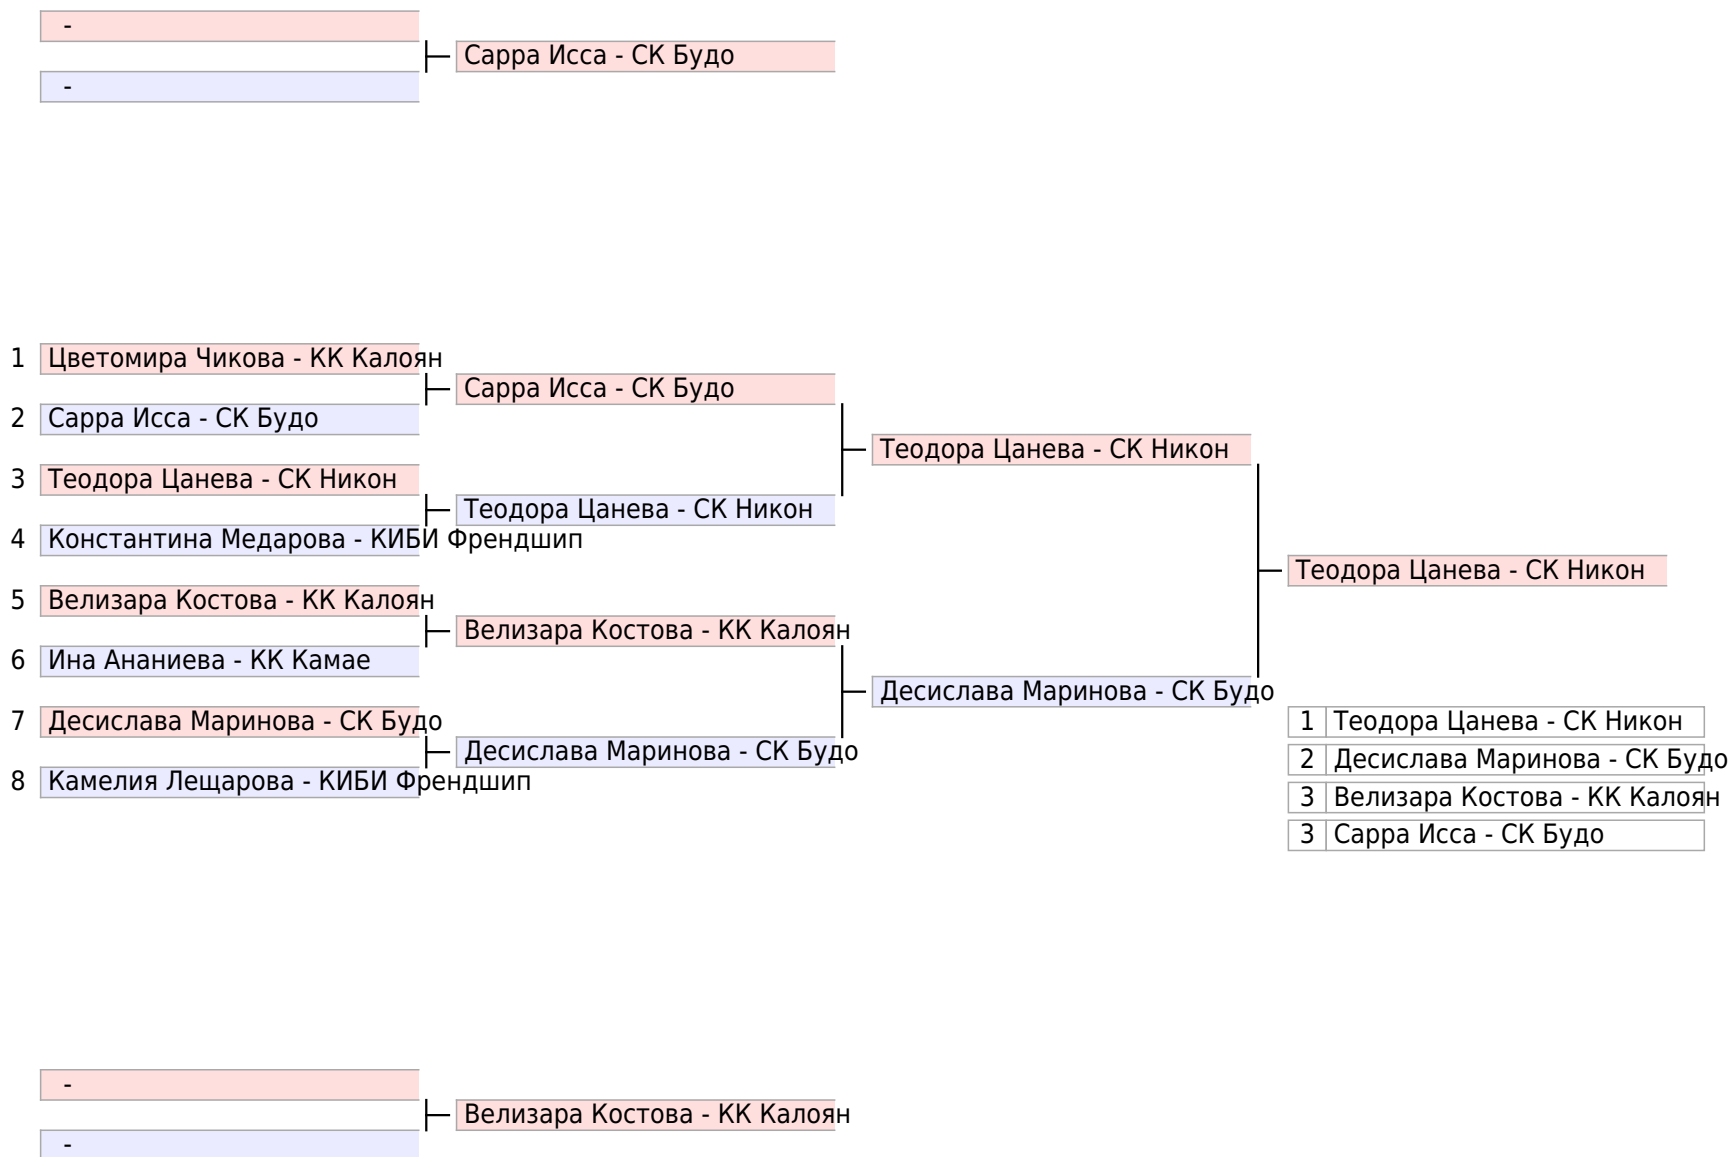 -
Сарра Исса - СК Будо
-
1 Цветомира Чикова - КК Калоян
Сарра Исса - СК Будо
2 Сарра Исса - СК Будо
Теодора Цанева - СК Никон
3 Теодора Цанева - СК Никон
Теодора Цанева - СК Никон
4 Константина Медарова - КИБИ Френдшип
Теодора Цанева - СК Никон
5 Велизара Костова - КК Калоян
Велизара Костова - КК Калоян
6 Ина Ананиева - КК Камае
Десислава Маринова - СК Будо
7 Десислава Маринова - СК Будо
1 Теодора Цанева - СК Никон
Десислава Маринова - СК Будо
2 Десислава Маринова - СК Будо
8 Камелия Лещарова - КИБИ Френдшип
3 Велизара Костова - КК Калоян
3 Сарра Исса - СК Будо
-
Велизара Костова - КК Калоян
-